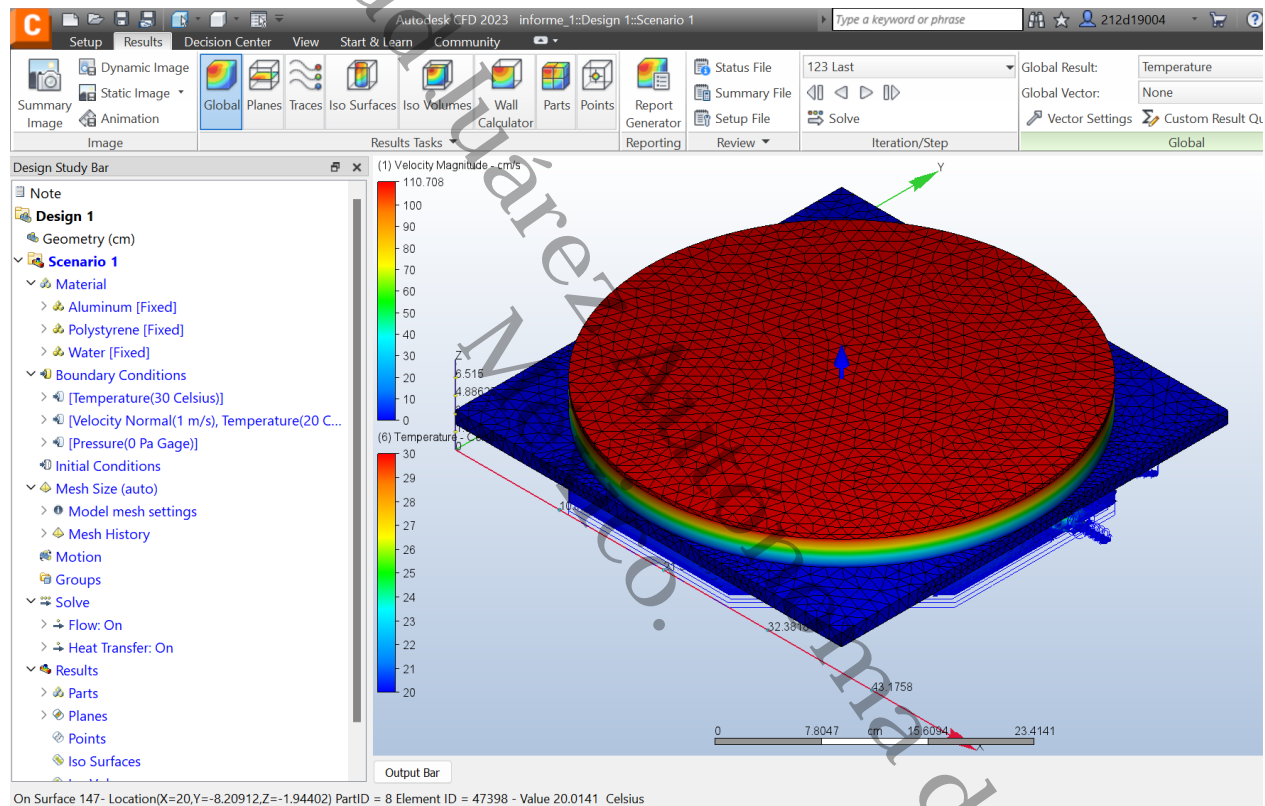 C
Autodesk CFD 2023 informe_1::Design 1::Scenario 1
Type a keyword or phrase
212d19004
Setup Results Decision Center View Start & Learn Community
Summary Image
Dynamic Image
Static Image
Animation
Image
Global Planes Traces Iso Surfaces Iso Volumes Wall Calculator Parts Points
Results Tasks
Report Generator
Reporting
Status File
Summary File
Setup File
Review
123 Last
Solve
Iteration/Step
Global Result: Temperature
Global Vector: None
Vector Settings Custom Result Qu
Global
Design Study Bar
Note
Design 1
Geometry (cm)
Scenario 1
Material
Aluminum [Fixed]
Polystyrene [Fixed]
Water [Fixed]
Boundary Conditions
[Temperature(30 Celsius)]
[Velocity Normal(1 m/s), Temperature(20 C...
[Pressure(0 Pa Gage)]
Initial Conditions
Mesh Size (auto)
Model mesh settings
Mesh History
Motion
Groups
Solve
Flow: On
Heat Transfer: On
Results
Parts
Planes
Points
Iso Surfaces
(1) Velocity Magnitude - cm/s
110.708
100
90
80
70
60
50
40
30
20
10
0
(6) Temperature - Ce
30
29
28
27
26
25
24
23
22
21
20
Y
Z
6.515
0
43.1758
X
0 7.8047 cm 15.6094 23.4141
Juárez Autónoma d
México.
Output Bar
On Surface 147- Location(X=20,Y=-8.20912,Z=-1.94402) PartID = 8 Element ID = 47398 - Value 20.0141 Celsius